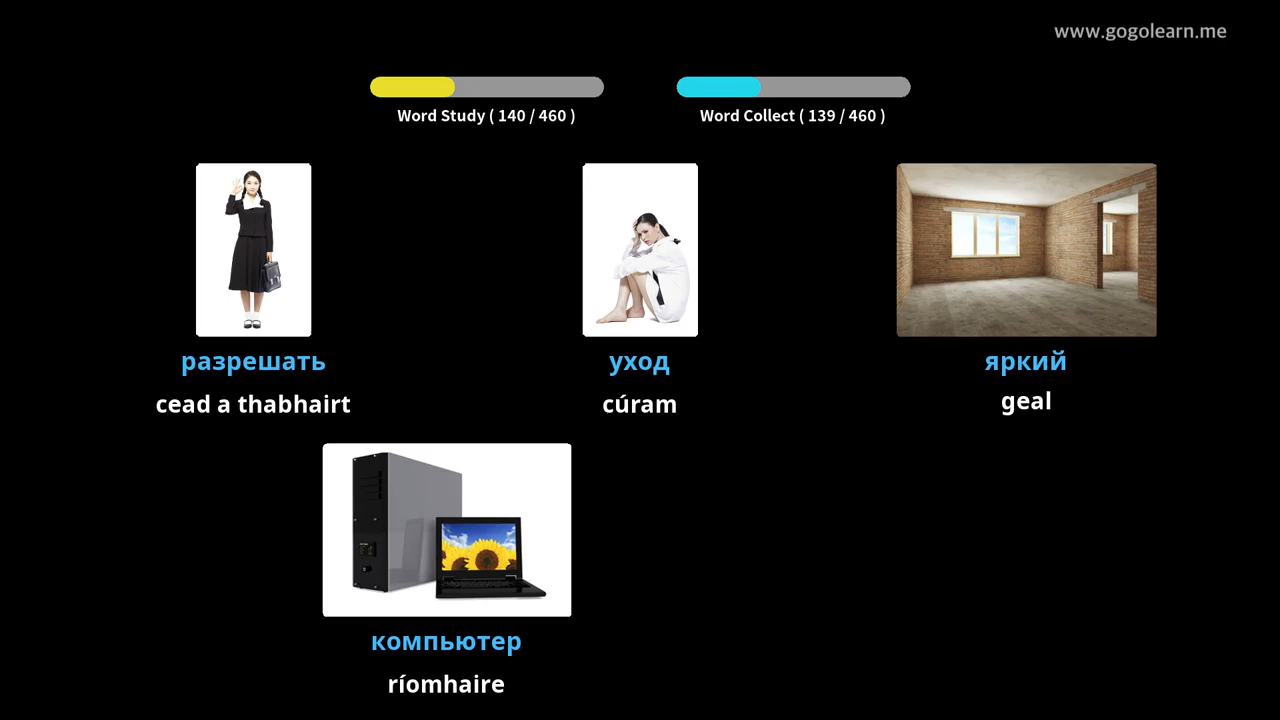 www.gogolearn.me
Word Study ( 140 / 460 )
Word Collect ( 139 / 460 )
разрешать
cead a thabhairt
уход
cúram
яркий
geal
компьютер
ríomhaire